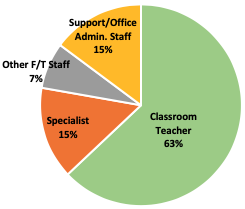 Support/Office
Admin. Staff
15%
Other F/T Staff
7%
Specialist
15%
Classroom
Teacher
63%